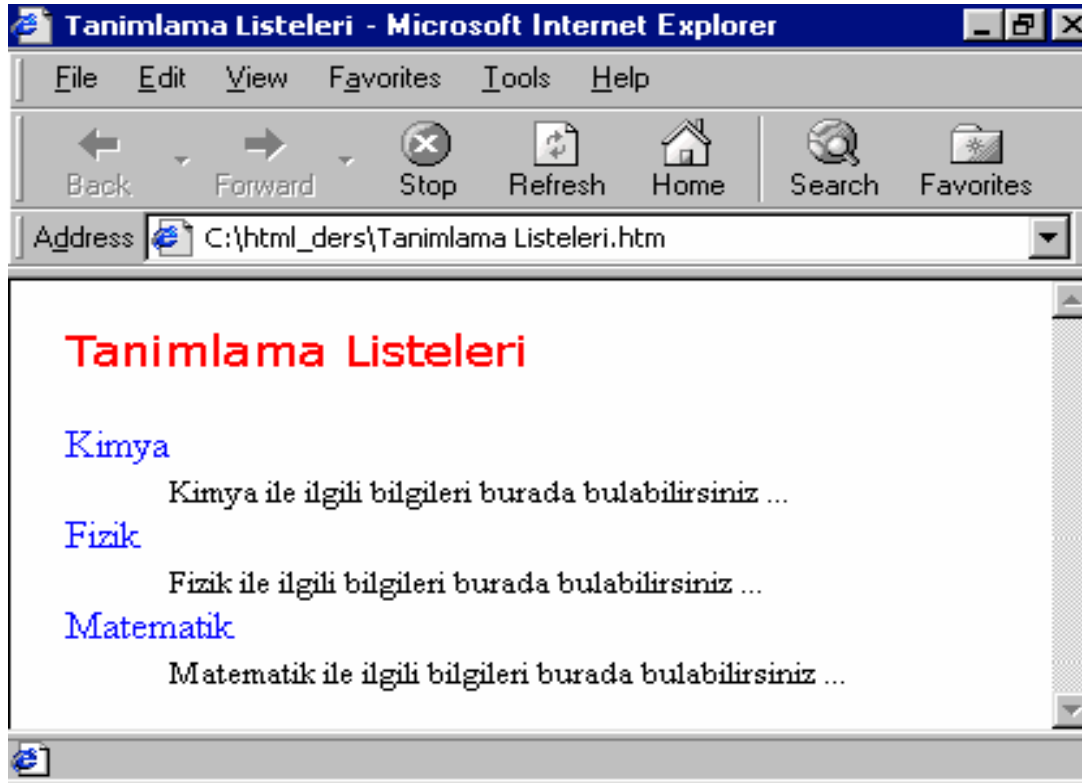 Tanimlama Listeleri - Microsoft Internet Explorer
File Edit View Favorites Tools Help
Back Forward Stop Refresh Home Search Favorites
Address C:\html_ders\Tanimlama Listeleri.htm
Tanimlama Listeleri
Kimya
Kimya ile ilgili bilgileri burada bulabilirsiniz ...
Fizik
Fizik ile ilgili bilgileri burada bulabilirsiniz ...
Matematik
Matematik ile ilgili bilgileri burada bulabilirsiniz ...